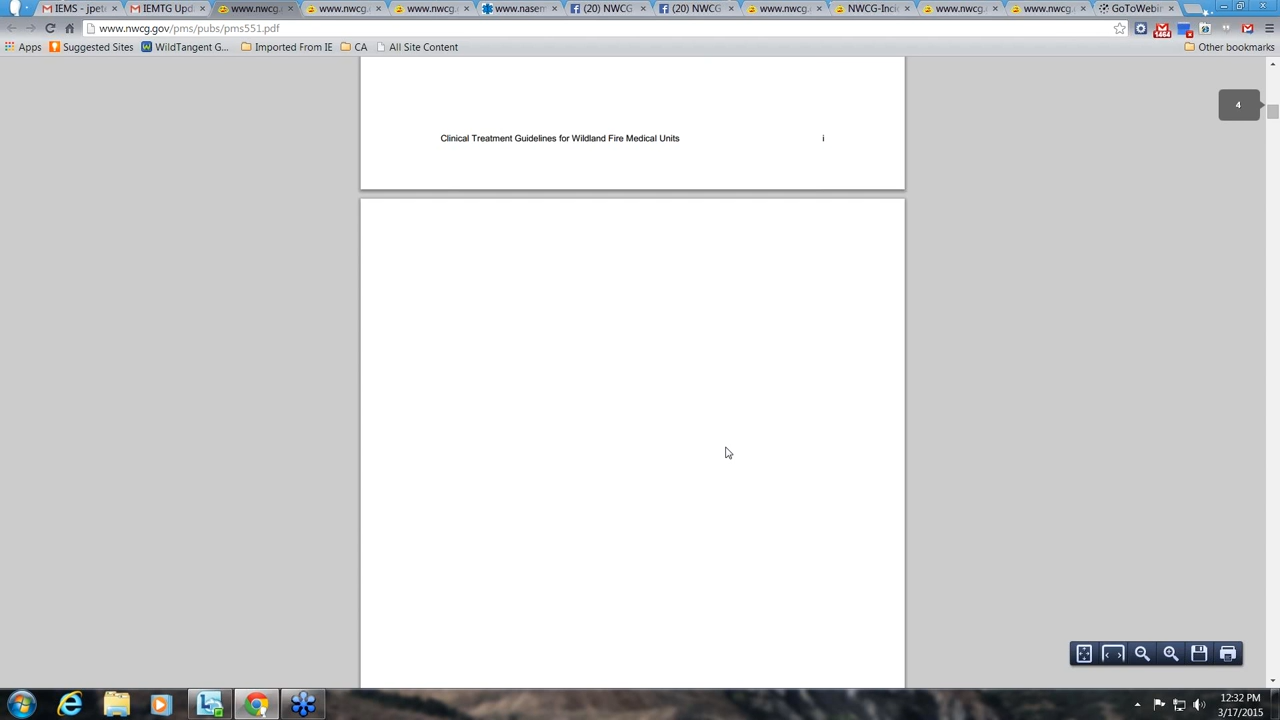 IEMS - jpete
IEMTG Upd
www.nwcg.
www.nwcg.i
www.nwcg.
www.nasem
(20) NWCG
(20) NWCG
www.nwcg.
NWCG-Inci
www.nwcg.
www.nwcg.
GoToWebin
www.nwcg.gov/pms/pubs/pms551.pdf
1464
Apps
Suggested Sites
WildTangent G...
Imported From IE
CA
All Site Content
Other bookmarks
4
Clinical Treatment Guidelines for Wildland Fire Medical Units i
12:32 PM
3/17/2015